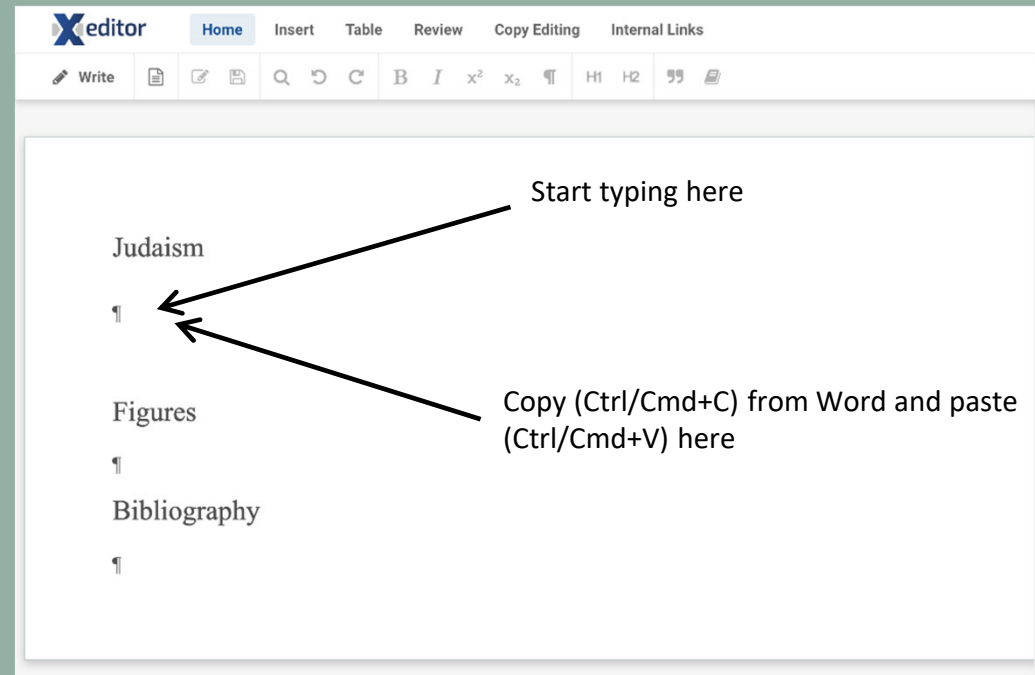 Xeditor Home Insert Table Review Copy Editing Internal Links
Write B I x² x₂ ¶ H1 H2
Start typing here
Judaism
¶
Copy (Ctrl/Cmd+C) from Word and paste
(Ctrl/Cmd+V) here
Figures
¶
Bibliography
¶